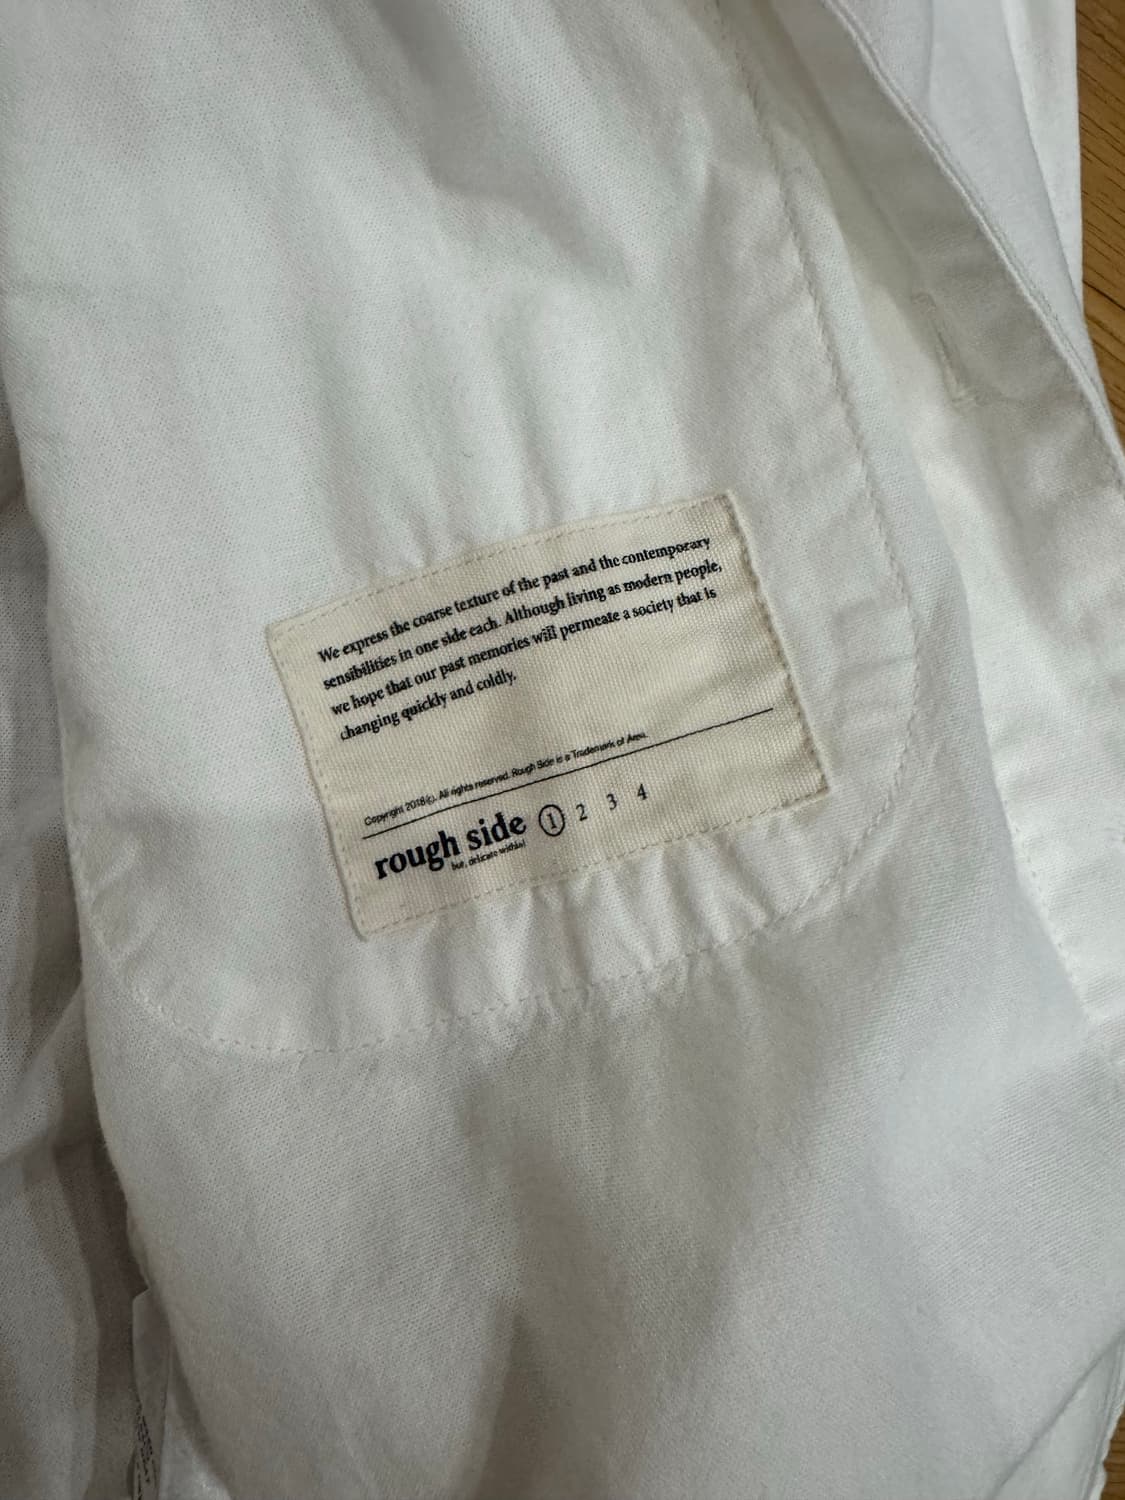 We express the coarse texture of the past and the contemporary
sensibilities in one side each. Although living as modern people,
we hope that our past memories will permeate a society that is
changing quickly and coldly.
Copyright 2018(c). All rights reserved. Rough Side is a Trademark of Area.
rough side ① 2 3 4
but, delicate within!